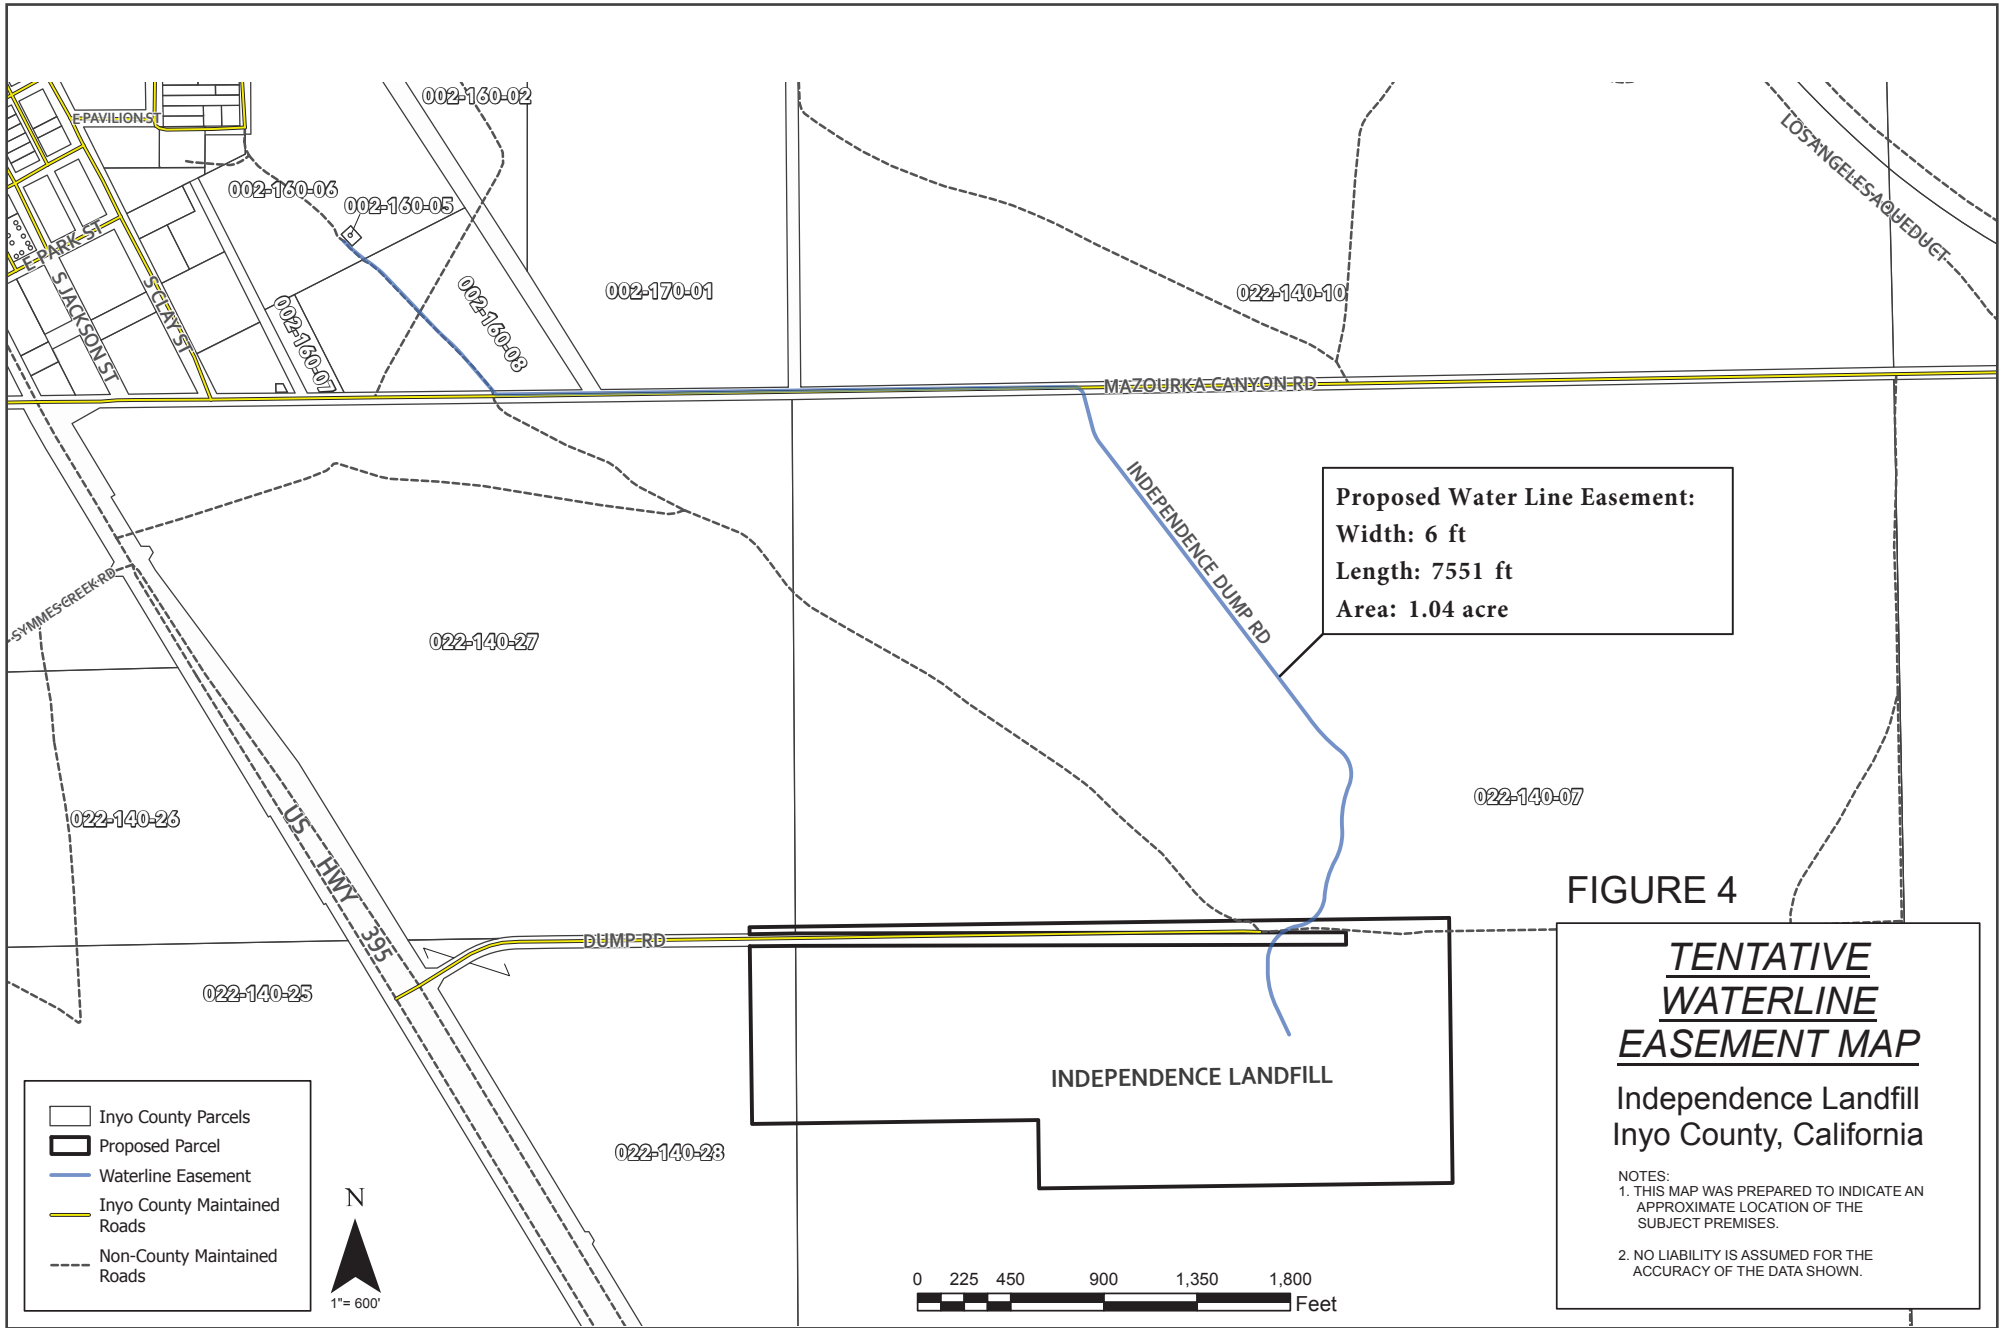 002-160-02
E PAVILION ST
LOS ANGELES AQUEDUCT
002-160-06
002-160-05
E PARK ST
S JACKSON ST
S CLAY ST
002-160-07
002-160-08
002-170-01
022-140-10
MAZOURKA CANYON RD
INDEPENDENCE DUMP RD
Proposed Water Line Easement:
Width: 6 ft
Length: 7551 ft
Area: 1.04 acre
SYMMES CREEK RD
022-140-27
022-140-26
US HWY 395
022-140-07
DUMP RD
022-140-25
INDEPENDENCE LANDFILL
022-140-28
FIGURE 4
TENTATIVE
WATERLINE
EASEMENT MAP
Independence Landfill
Inyo County, California
NOTES:
1. THIS MAP WAS PREPARED TO INDICATE AN
APPROXIMATE LOCATION OF THE
SUBJECT PREMISES.
2. NO LIABILITY IS ASSUMED FOR THE
ACCURACY OF THE DATA SHOWN.
Inyo County Parcels
Proposed Parcel
Waterline Easement
Inyo County Maintained
Roads
Non-County Maintained
Roads
N
1"= 600'
0 225 450 900 1,350 1,800
Feet